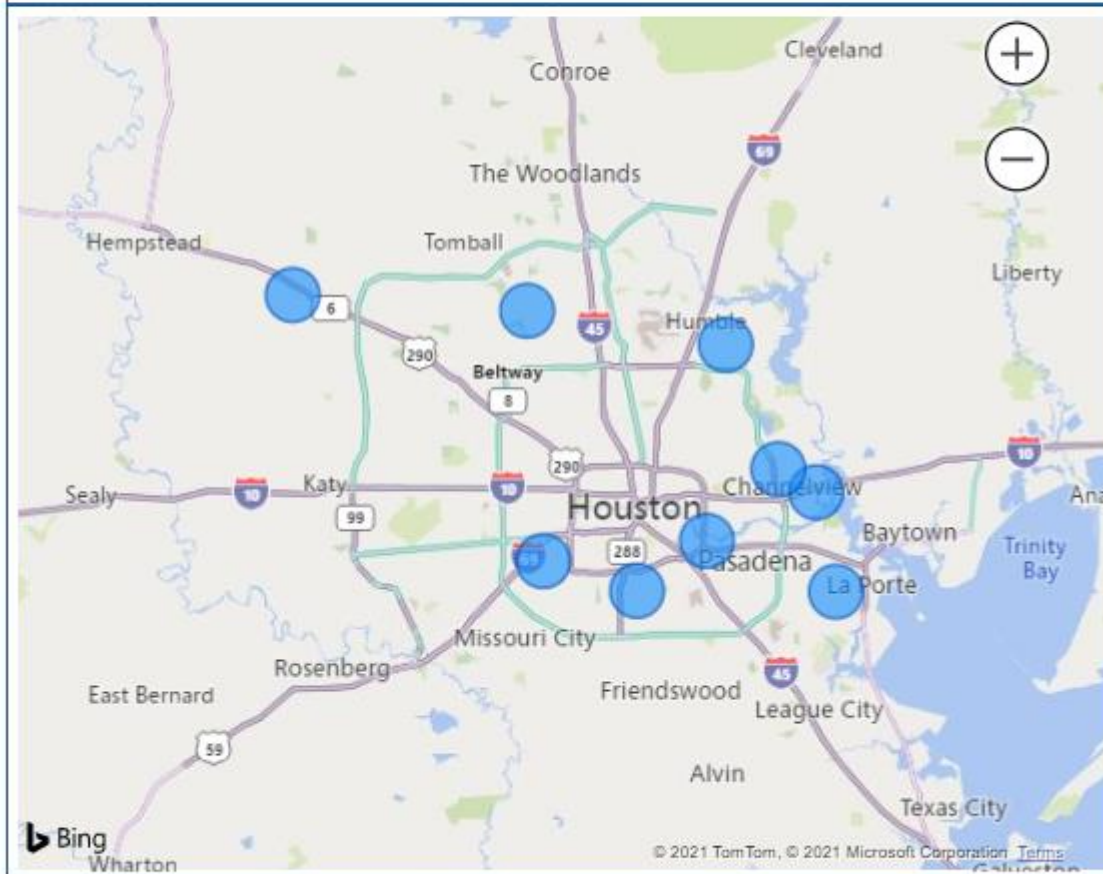 Cleveland
Conroe
69
The Woodlands
Hempstead
Tomball
Liberty
6
45
Humble
290
Beltway
8
290
10
Sealy
10
Katy
10
Channelview
99
Houston
Baytown
288
Pasadena
Trinity
Bay
La Porte
Missouri City
Rosenberg
45
East Bernard
Friendswood
League City
59
Alvin
Texas City
Bing
© 2021 TomTom, © 2021 Microsoft Corporation Terms
Wharton